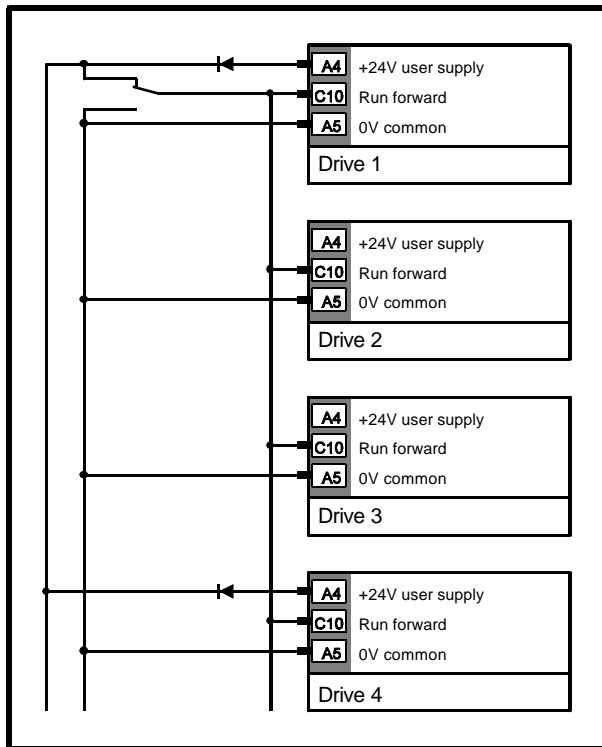 A4 +24V user supply
C10 Run forward
A5 0V common
Drive 1
A4 +24V user supply
C10 Run forward
A5 0V common
Drive 2
A4 +24V user supply
C10 Run forward
A5 0V common
Drive 3
A4 +24V user supply
C10 Run forward
A5 0V common
Drive 4